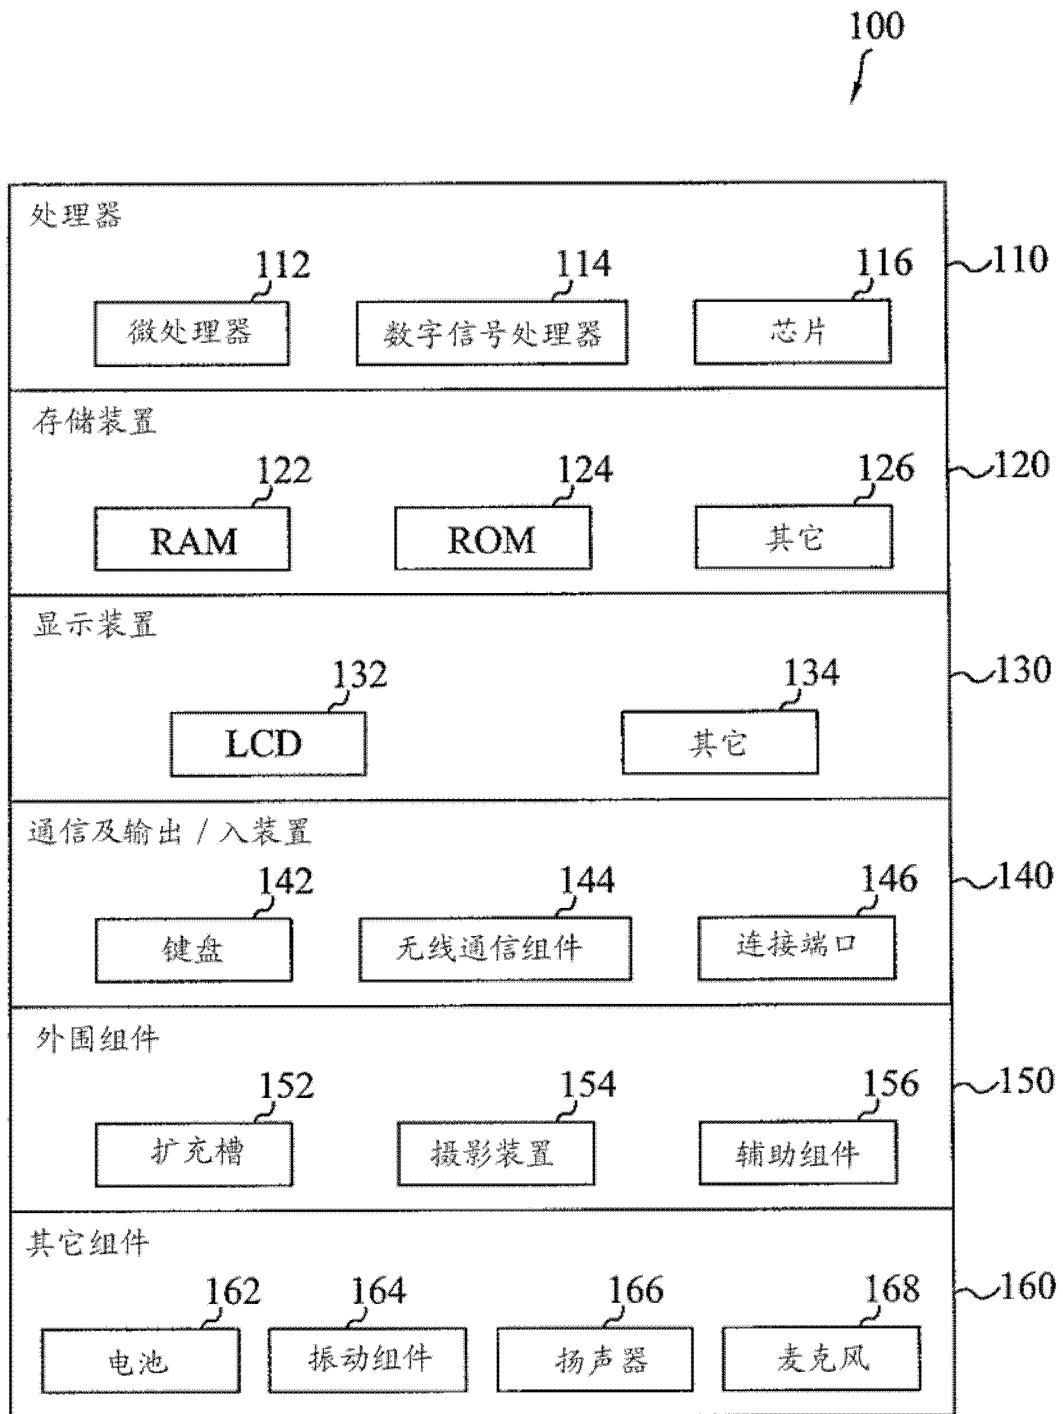 100
处理器
110
112
114
116
微处理器
数字信号处理器
芯片
存储装置
120
122
124
126
RAM
ROM
其它
显示装置
130
132
134
LCD
其它
通信及输出/入装置
140
142
144
146
键盘
无线通信组件
连接端口
外围组件
150
152
154
156
扩充槽
摄影装置
辅助组件
其它组件
160
162
164
166
168
电池
振动组件
扬声器
麦克风